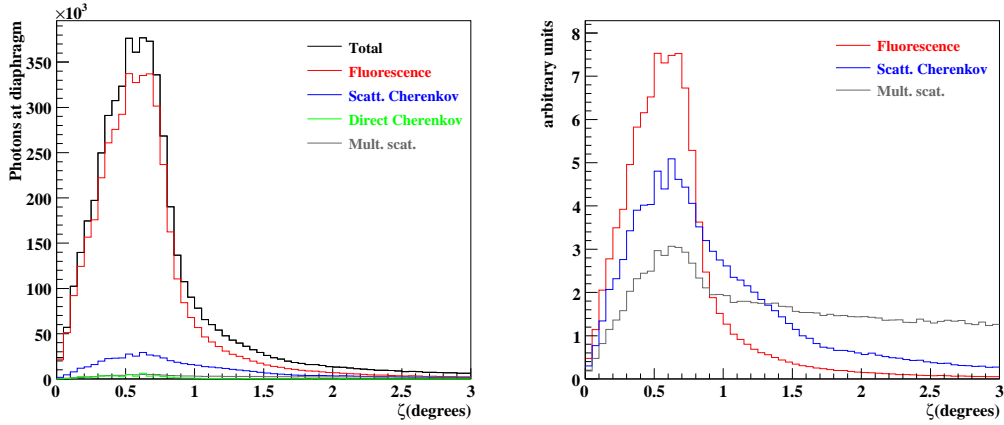 ×10³
Photons at diaphragm
350
300
250
200
150
100
50
0
0 0.5 1 1.5 2 2.5 3
ζ(degrees)
Total
Fluorescence
Scatt. Cherenkov
Direct Cherenkov
Mult. scat.
arbitrary units
8
7
6
5
4
3
2
1
0
0 0.5 1 1.5 2 2.5 3
ζ(degrees)
Fluorescence
Scatt. Cherenkov
Mult. scat.